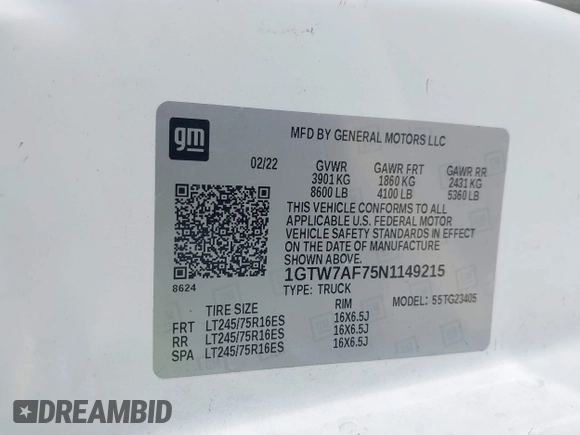 gm
MFD BY GENERAL MOTORS LLC
02/22 GVWR GAWR FRT GAWR RR
3901 KG 1860 KG 2431 KG
8600 LB 4100 LB 5360 LB
THIS VEHICLE CONFORMS TO ALL
APPLICABLE U.S. FEDERAL MOTOR
VEHICLE SAFETY STANDARDS IN EFFECT
ON THE DATE OF MANUFACTURE
SHOWN ABOVE.
8624
1GTW7AF75N1149215
TYPE: TRUCK MODEL: 55TG23405
TIRE SIZE RIM
FRT LT245/75R16ES 16X6.5J
RR LT245/75R16ES 16X6.5J
SPA LT245/75R16ES 16X6.5J
DREAMBID